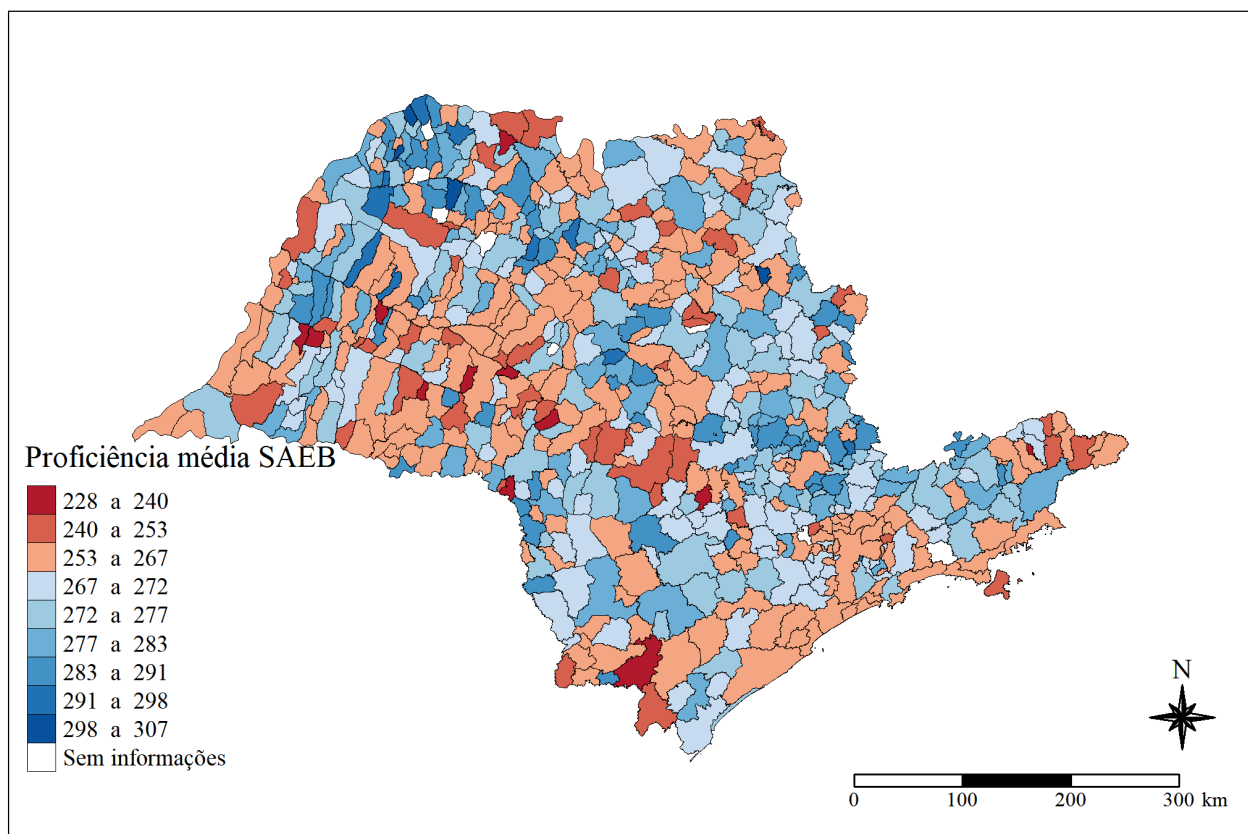 Proficiência média SAEB
228 a 240
240 a 253
253 a 267
267 a 272
272 a 277
277 a 283
283 a 291
291 a 298
298 a 307
Sem informações
N
0 100 200 300 km